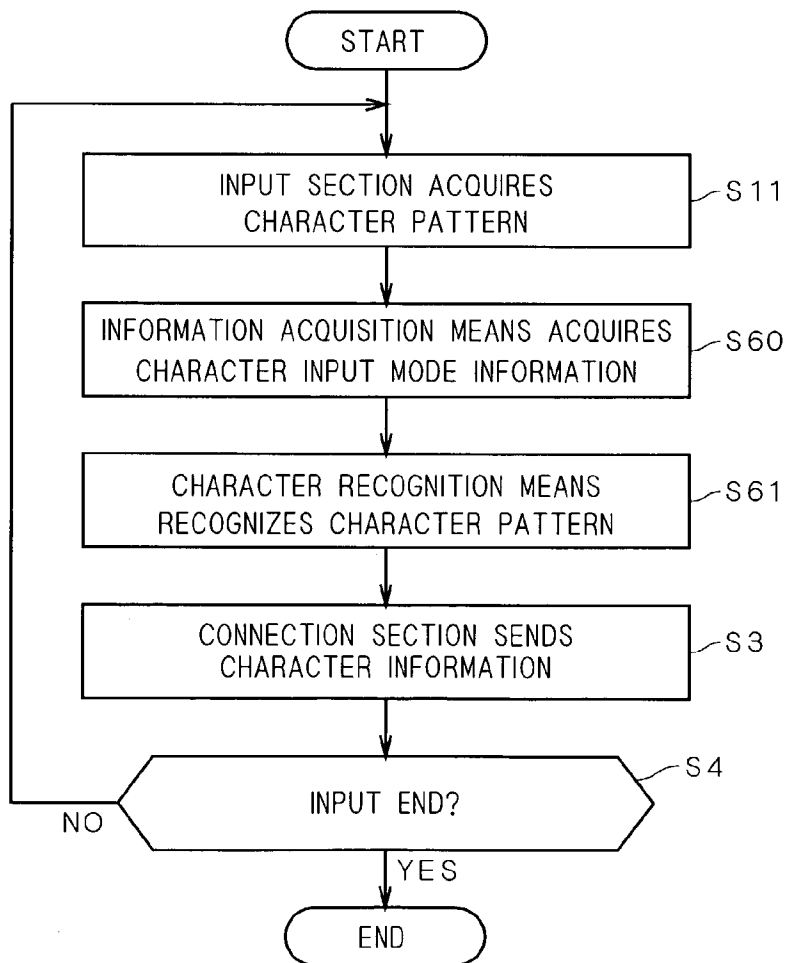 START
INPUT SECTION ACQUIRES
CHARACTER PATTERN
S11
INFORMATION ACQUISITION MEANS ACQUIRES
CHARACTER INPUT MODE INFORMATION
S60
CHARACTER RECOGNITION MEANS
RECOGNIZES CHARACTER PATTERN
S61
CONNECTION SECTION SENDS
CHARACTER INFORMATION
S3
INPUT END?
S4
NO
YES
END